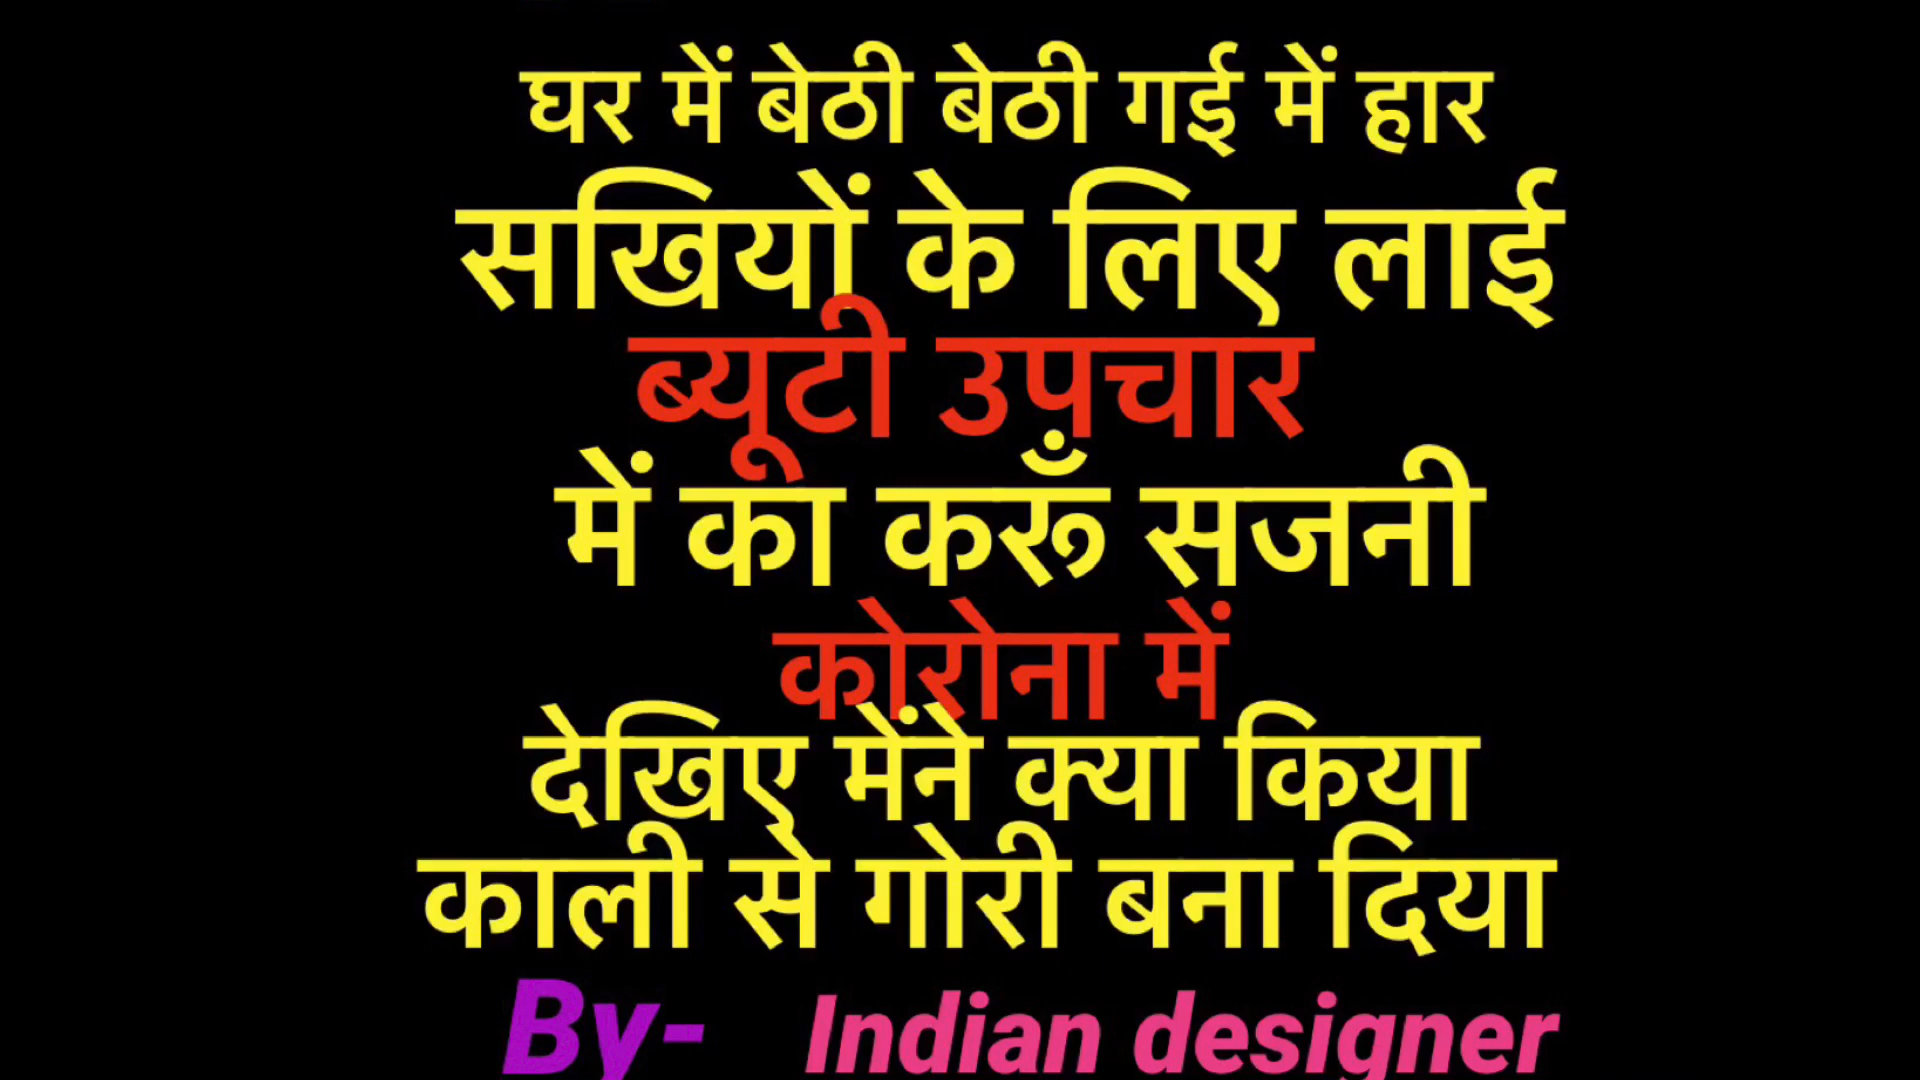 घर में बेठी बेठी गई में हार
सखियों के लिए लाई
ब्यूटी उपचार
में का करूँ सजनी
कोरोना में
देखिए मेंने क्या किया
काली से गोरी बना दिया
By- Indian designer